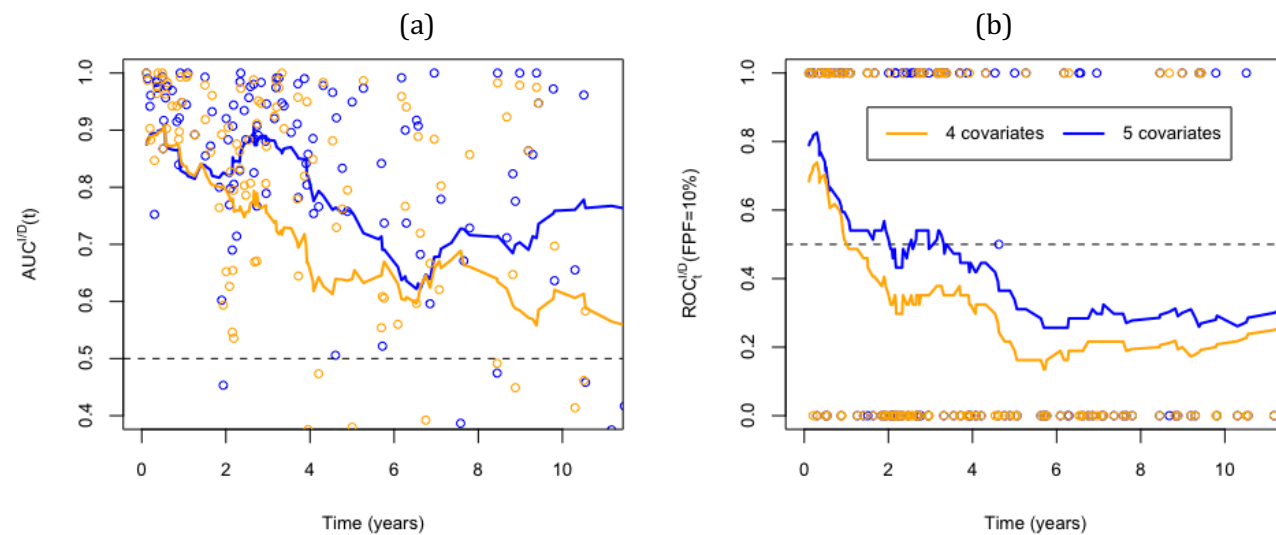 (a)
AUC^I/D(t)
1.0
0.9
0.8
0.7
0.6
0.5
0.4
0 2 4 6 8 10
Time (years)
(b)
ROC_t^I/D(FPF=10%)
1.0
0.8
0.6
0.4
0.2
0.0
4 covariates 5 covariates
0 2 4 6 8 10
Time (years)